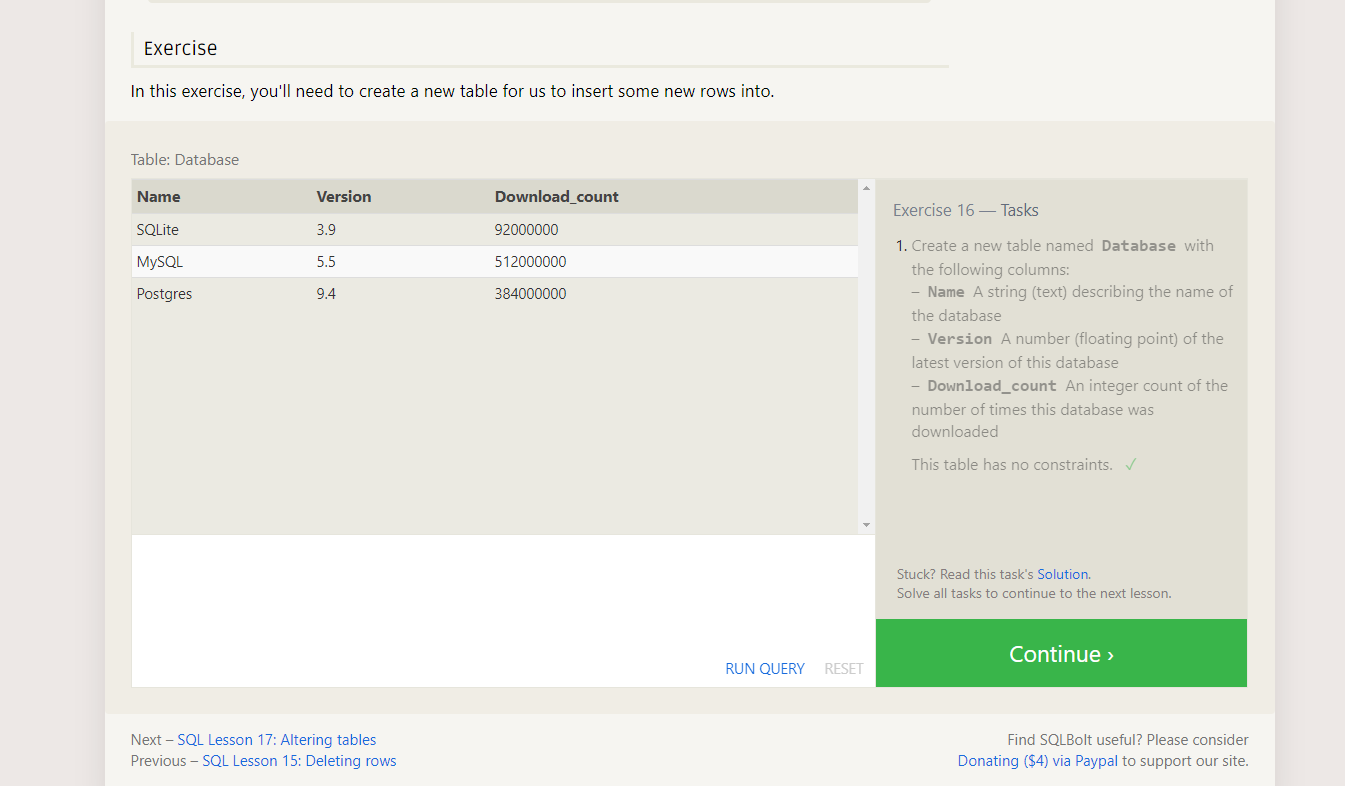 Exercise
In this exercise, you'll need to create a new table for us to insert some new rows into.
Table: Database
Name Version Download_count
SQLite 3.9 92000000
MySQL 5.5 512000000
Postgres 9.4 384000000
RUN QUERY RESET
Exercise 16 — Tasks
1. Create a new table named Database with
the following columns:
– Name A string (text) describing the name of
the database
– Version A number (floating point) of the
latest version of this database
– Download_count An integer count of the
number of times this database was
downloaded
This table has no constraints. ✓
Stuck? Read this task's Solution.
Solve all tasks to continue to the next lesson.
Continue ›
Next – SQL Lesson 17: Altering tables
Previous – SQL Lesson 15: Deleting rows
Find SQLBolt useful? Please consider
Donating ($4) via Paypal to support our site.